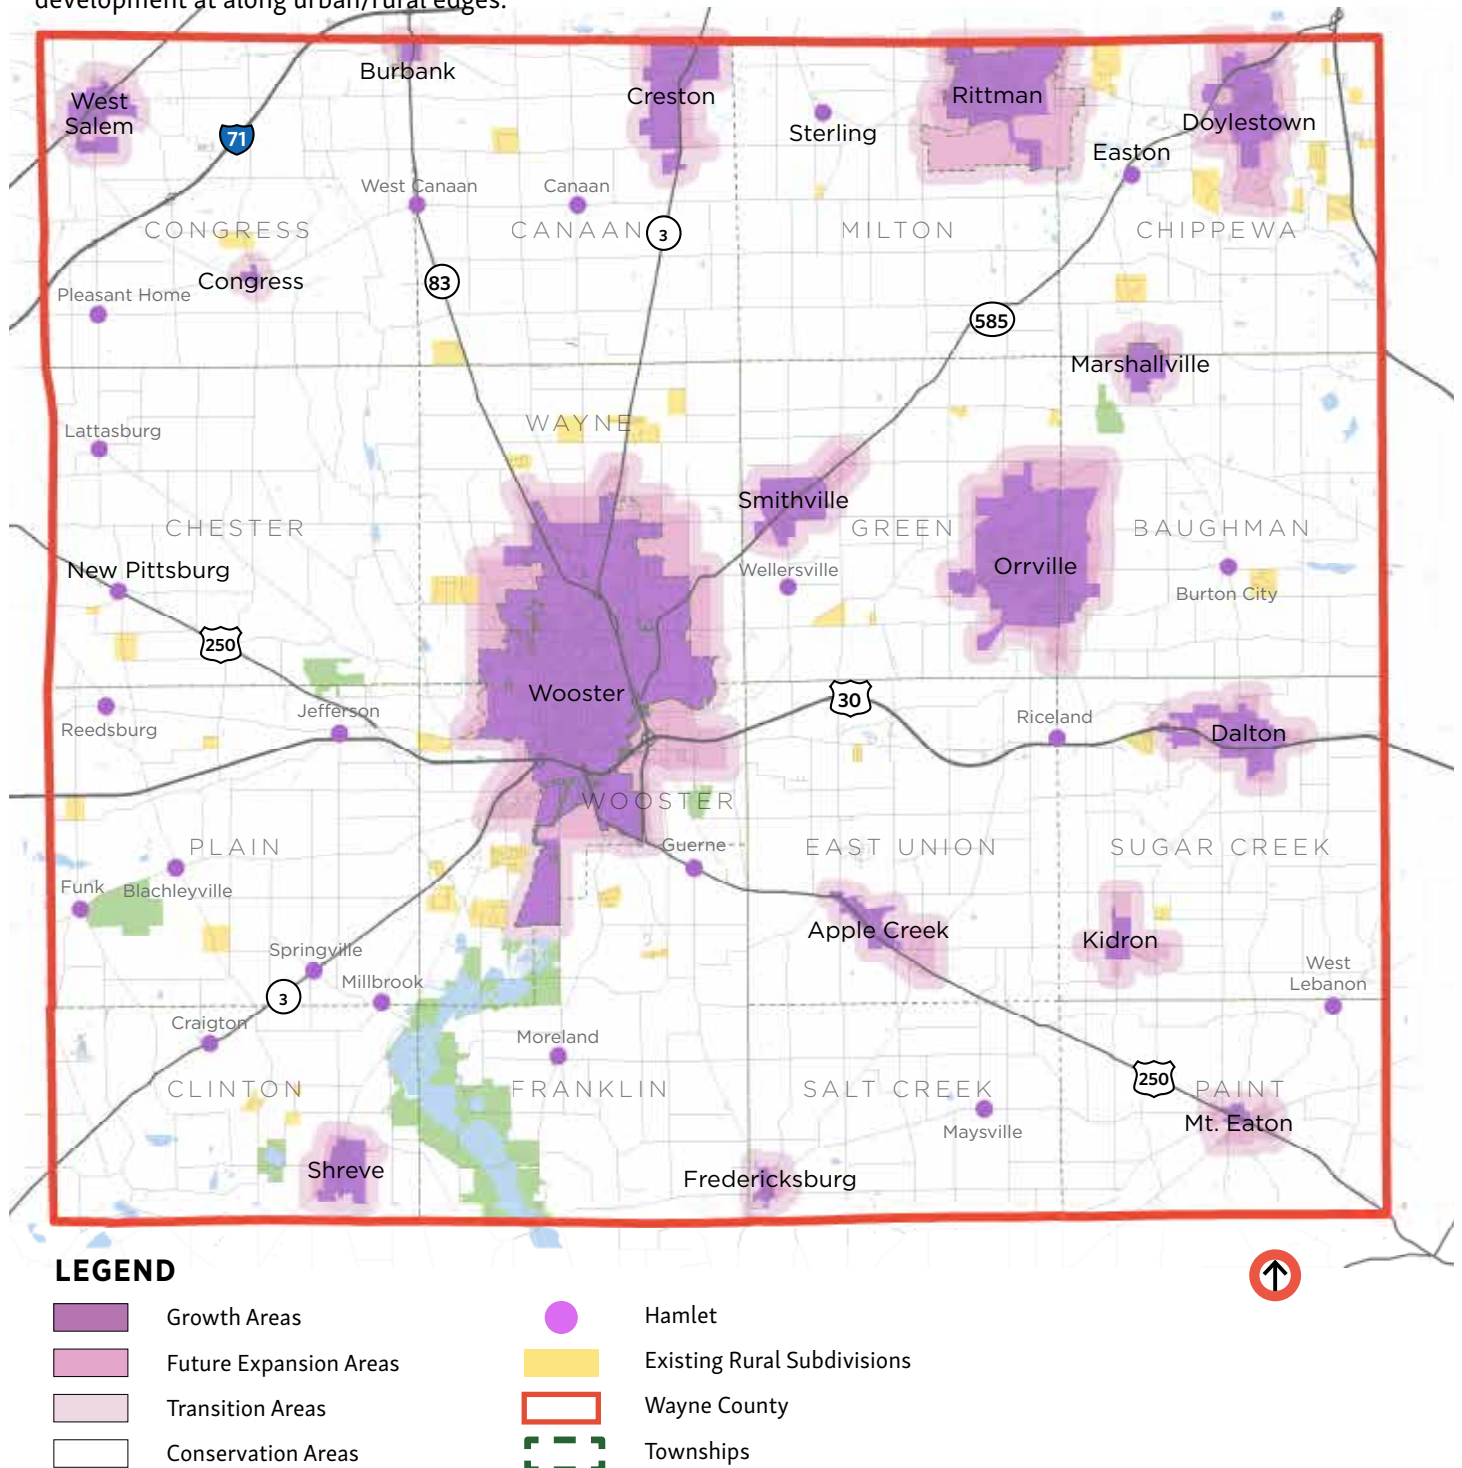 development at along urban/rural edges.
Burbank
West
Salem
Creston
Rittman
Sterling
Doylestown
Easton
71
West Canaan
Canaan
CONGRESS
CANAAN
3
MILTON
CHIPPEWA
Congress
83
Pleasant Home
585
Marshallville
WAYNE
Lattasburg
Smithville
CHESTER
GREEN
BAUGHMAN
New Pittsburg
Wellersville
Orrville
Burton City
250
Wooster
30
Jefferson
Reedsburg
Riceland
Dalton
WOOSTER
PLAIN
Guerne
EAST UNION
SUGAR CREEK
Funk
Blachleyville
Apple Creek
Kidron
Springville
West
Lebanon
Millbrook
3
Craigton
Moreland
CLINTON
FRANKLIN
SALT CREEK
250
PAINT
Mt. Eaton
Maysville
Shreve
Fredericksburg
LEGEND
Growth Areas
Future Expansion Areas
Transition Areas
Conservation Areas
Hamlet
Existing Rural Subdivisions
Wayne County
Townships